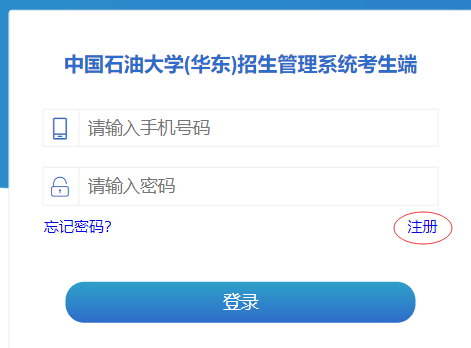 中国石油大学(华东)招生管理系统考生端
请输入手机号码
请输入密码
忘记密码? 注册
登录